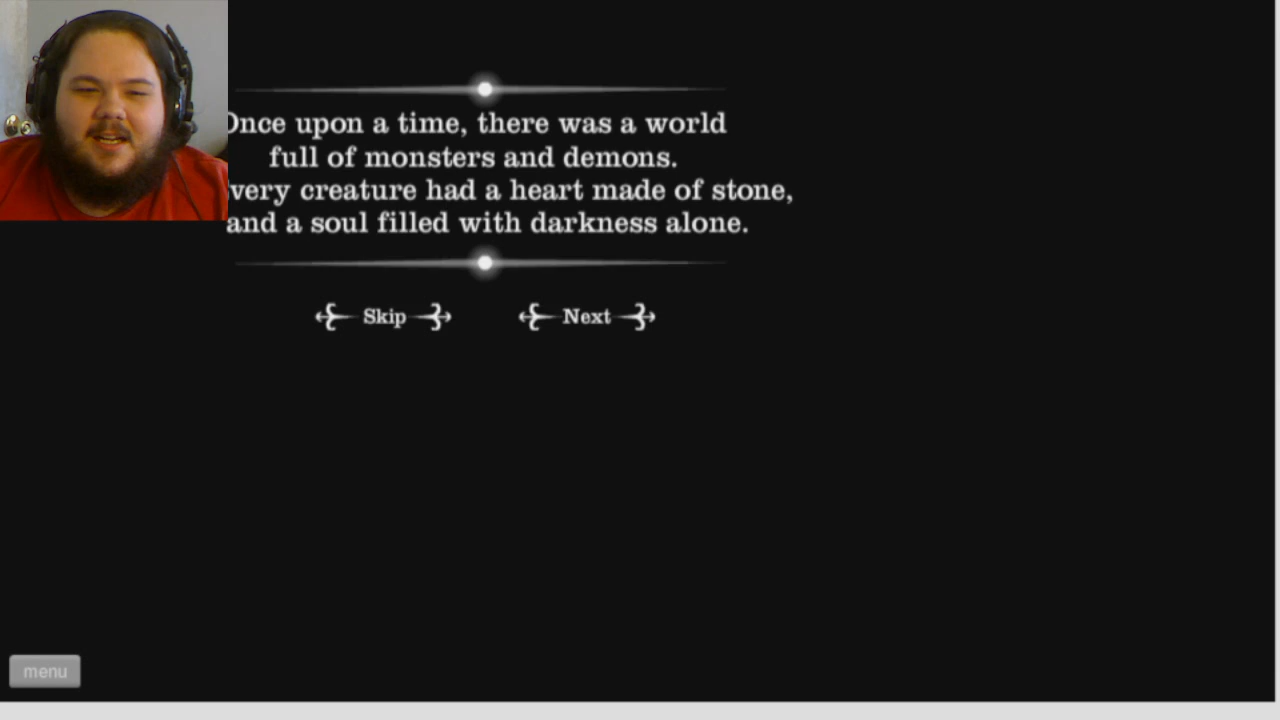 Once upon a time, there was a world
full of monsters and demons.
very creature had a heart made of stone,
and a soul filled with darkness alone.
Skip
Next
menu